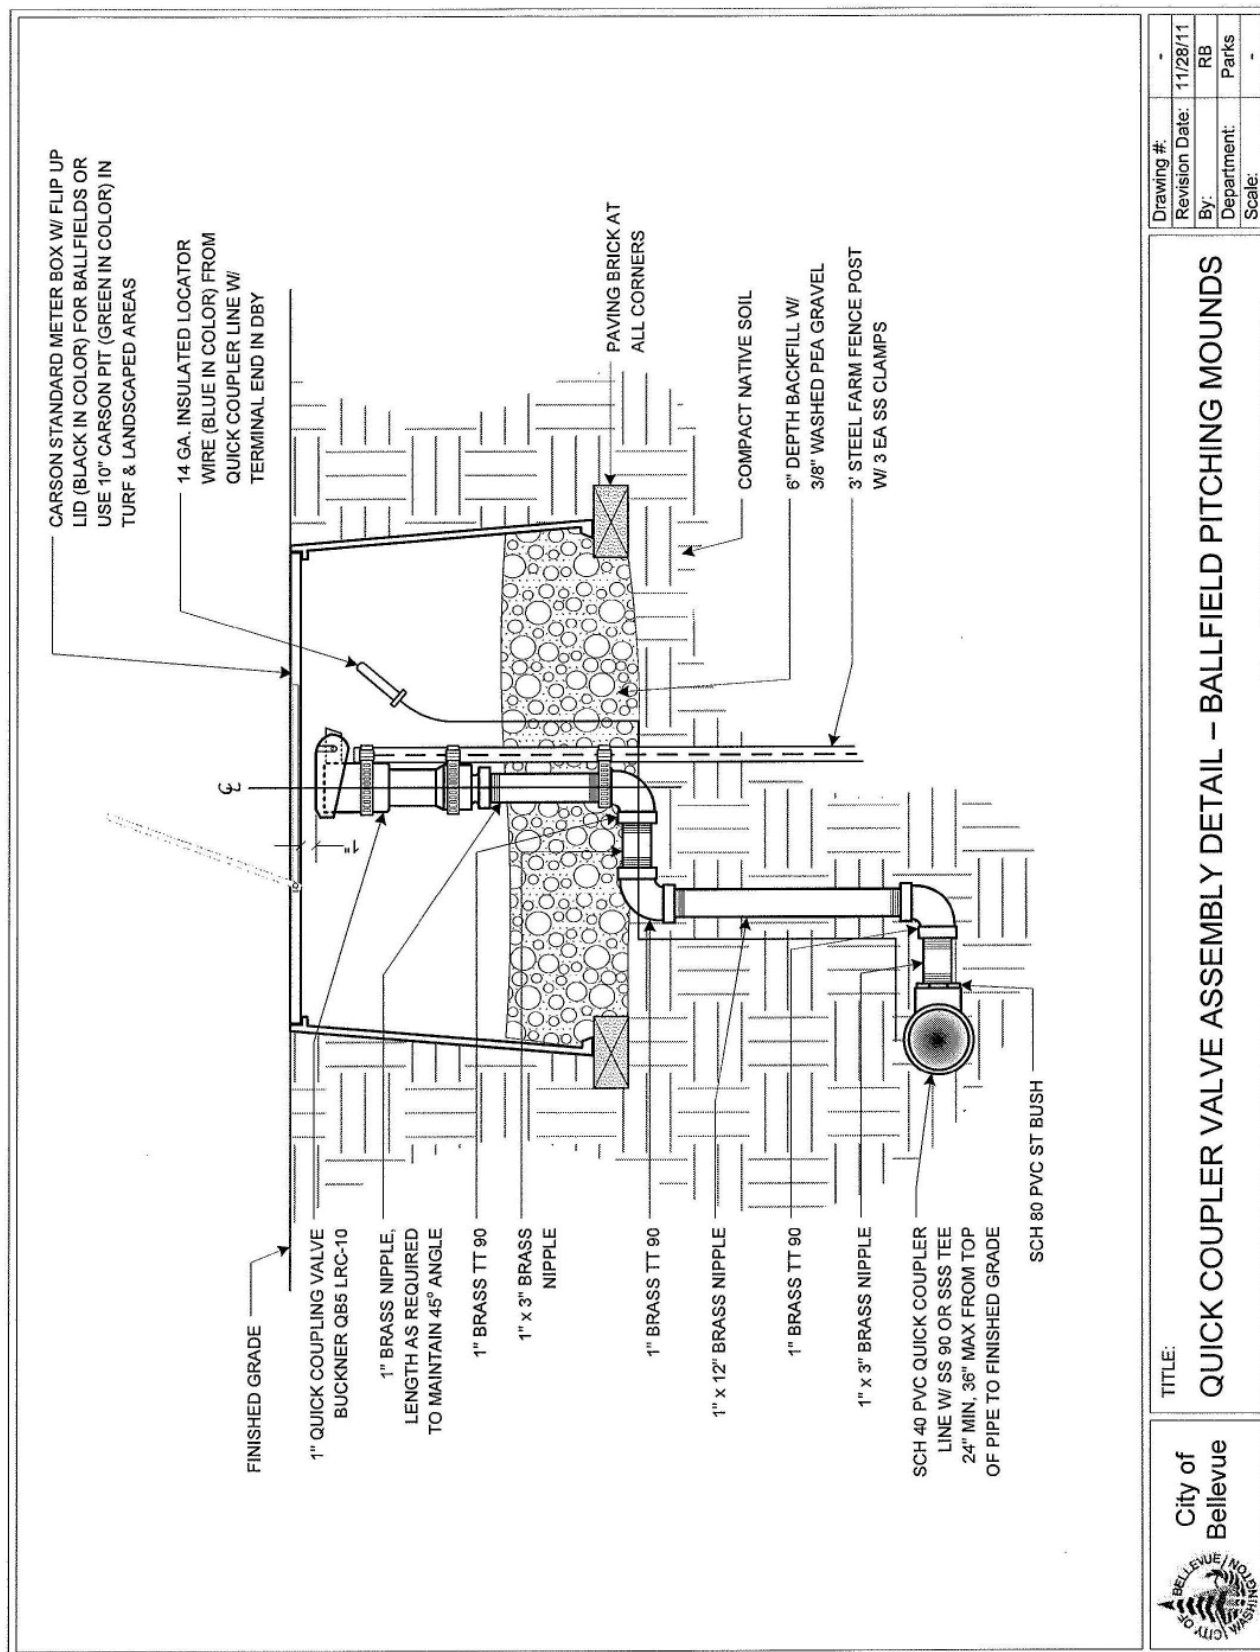 CARSON STANDARD METER BOX W/ FLIP UP
LID (BLACK IN COLOR) FOR BALLFIELDS OR
USE 10" CARSON PIT (GREEN IN COLOR) IN
TURF & LANDSCAPED AREAS
14 GA. INSULATED LOCATOR
WIRE (BLUE IN COLOR) FROM
QUICK COUPLER LINE W/
TERMINAL END IN DBY
PAVING BRICK AT
ALL CORNERS
COMPACT NATIVE SOIL
6" DEPTH BACKFILL W/
3/8" WASHED PEA GRAVEL
3' STEEL FARM FENCE POST
W/ 3 EA SS CLAMPS
1"
FINISHED GRADE
1" QUICK COUPLING VALVE
BUCKNER QB5 LRC-10
1" BRASS NIPPLE,
LENGTH AS REQUIRED
TO MAINTAIN 45° ANGLE
1" BRASS TT 90
1" x 3" BRASS
NIPPLE
1" BRASS TT 90
1" x 12" BRASS NIPPLE
1" BRASS TT 90
1" x 3" BRASS NIPPLE
SCH 40 PVC QUICK COUPLER
LINE W/ SS 90 OR SSS TEE
24" MIN, 36" MAX FROM TOP
OF PIPE TO FINISHED GRADE
SCH 80 PVC ST BUSH
CITY OF BELLEVUE
WASHINGTON
City of
Bellevue
TITLE:
QUICK COUPLER VALVE ASSEMBLY DETAIL – BALLFIELD PITCHING MOUNDS
Drawing #: -
Revision Date: 11/28/11
By: RB
Department: Parks
Scale: -